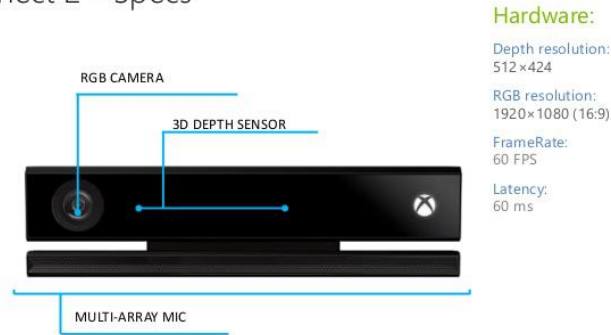 Specs
Hardware:
Depth resolution:
512×424
RGB resolution:
1920×1080 (16:9)
FrameRate:
60 FPS
Latency:
60 ms
RGB CAMERA
3D DEPTH SENSOR
MULTI-ARRAY MIC